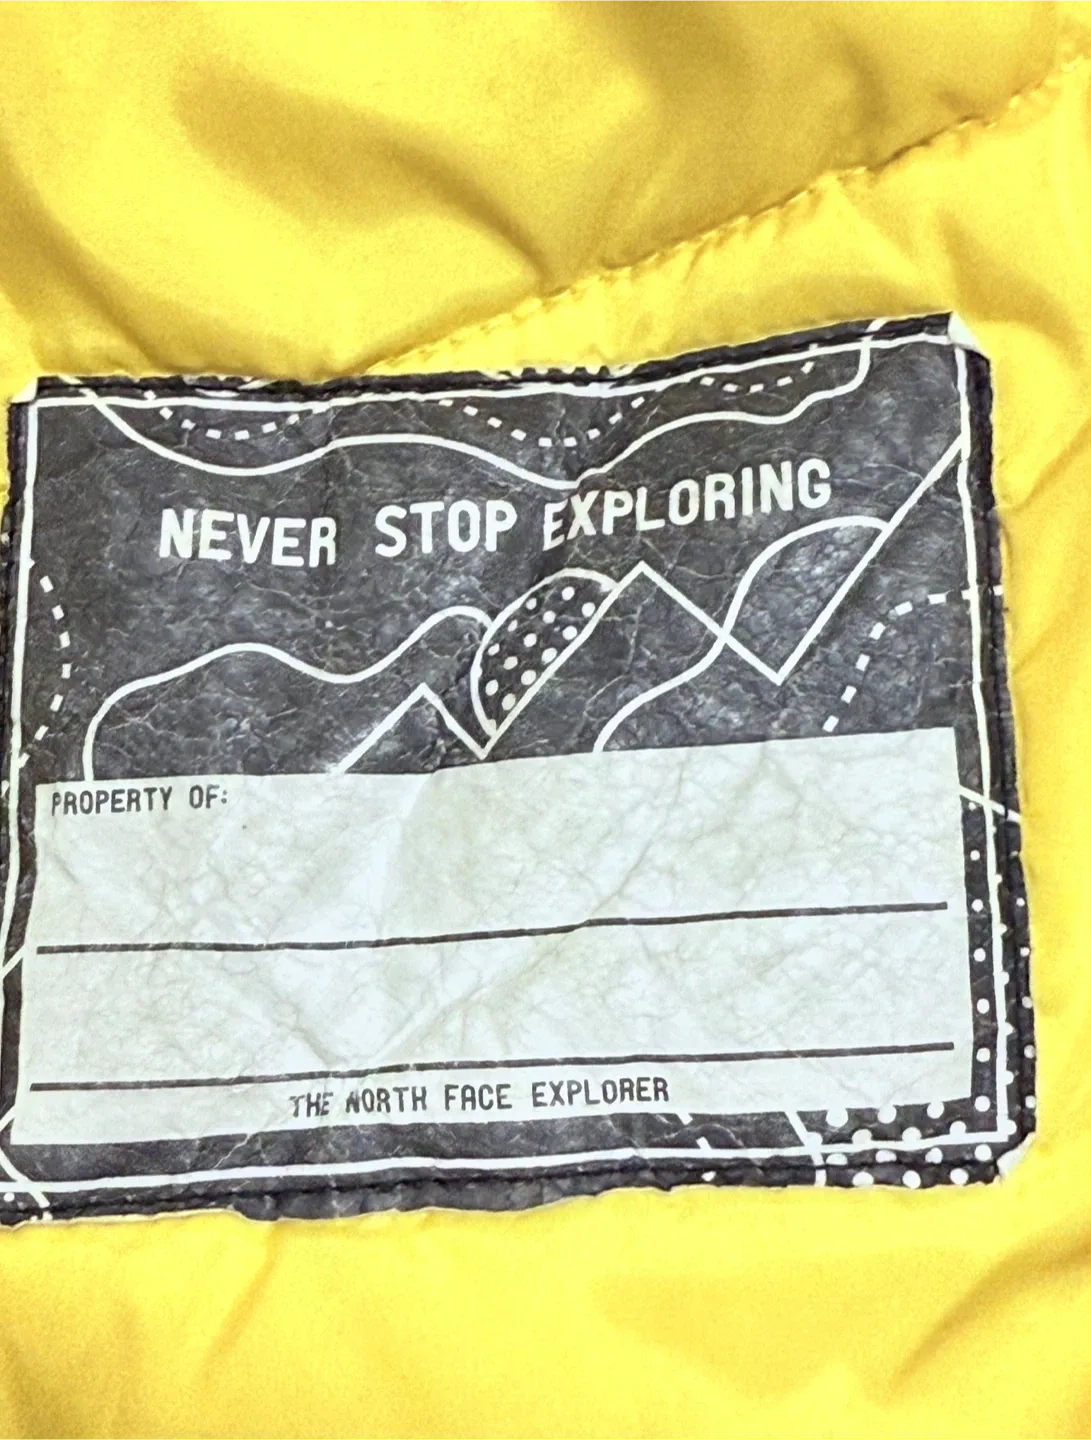 NEVER STOP EXPLORING
PROPERTY OF:
THE NORTH FACE EXPLORER